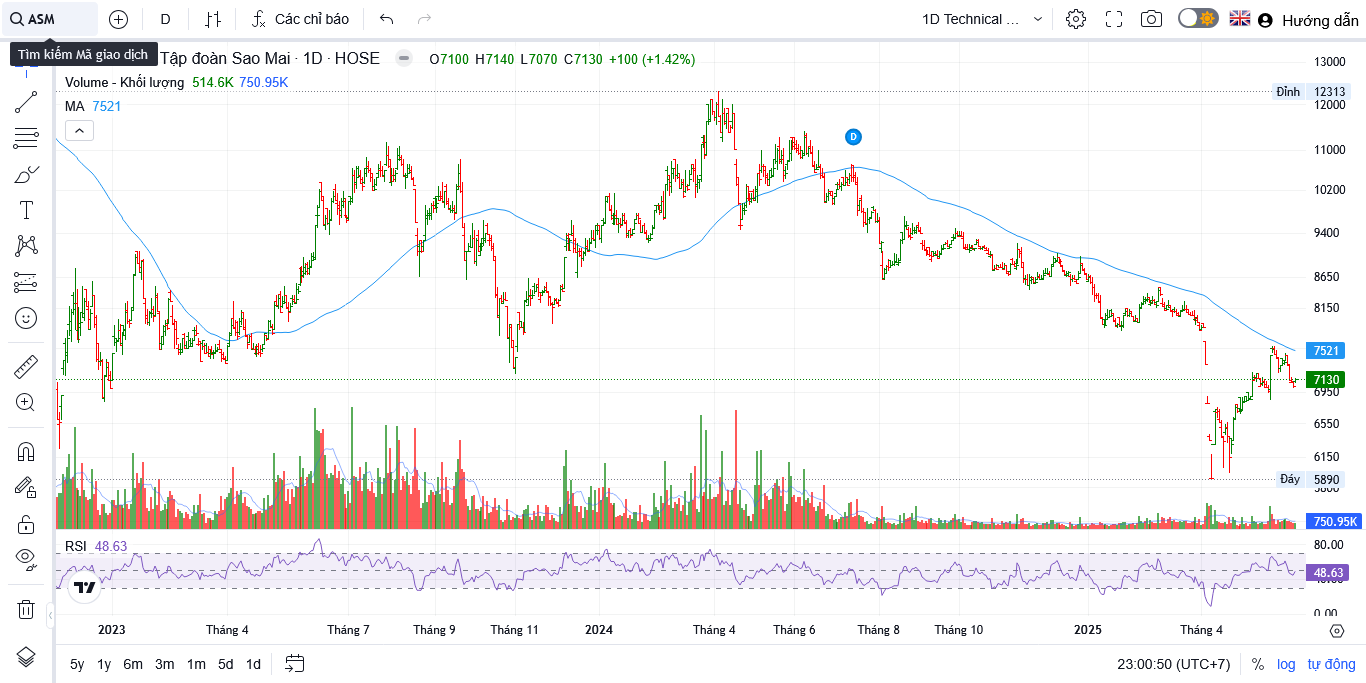 ASM
D
Các chỉ báo
1D Technical ...
Hướng dẫn
Tìm kiếm Mã giao dịch
Tập đoàn Sao Mai · 1D · HOSE
O7100 H7140 L7070 C7130 +100 (+1.42%)
Volume - Khối lượng 514.6K 750.95K
MA 7521
13000
Đỉnh 12313
12000
11000
D
10200
9400
8650
8150
7521
7130
6950
6550
6150
Đáy 5890
5800
750.95K
RSI 48.63
80.00
48.63
40.00
0.00
2023 Tháng 4 Tháng 7 Tháng 9 Tháng 11 2024 Tháng 4 Tháng 6 Tháng 8 Tháng 10 2025 Tháng 4
5y 1y 6m 3m 1m 5d 1d
23:00:50 (UTC+7) % log tự động